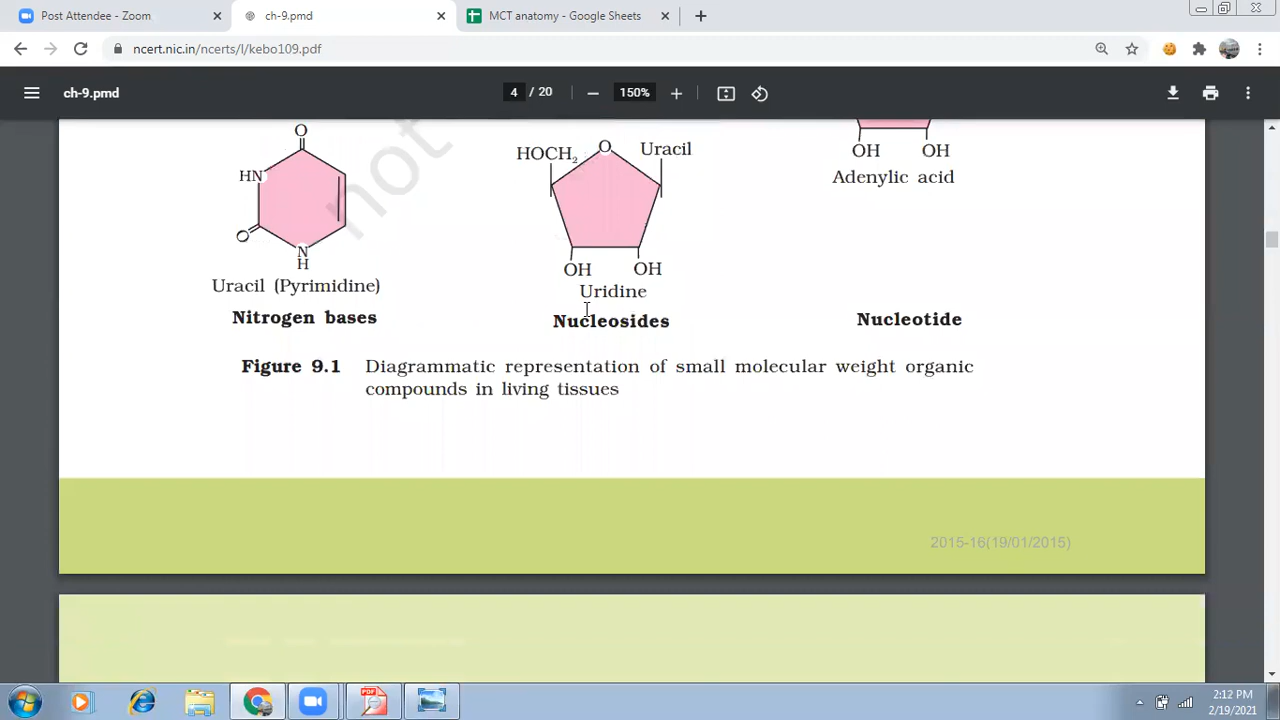 Post Attendee - Zoom
ch-9.pmd
MCT anatomy - Google Sheets
ncert.nic.in/ncerts/l/kebo109.pdf
ch-9.pmd
4 / 20
150%
not
O
HN
O
N
H
Uracil (Pyrimidine)
Nitrogen bases
HOCH2
O
Uracil
OH
OH
Uridine
Nucleosides
OH
OH
Adenylic acid
Nucleotide
Figure 9.1 Diagrammatic representation of small molecular weight organic
compounds in living tissues
2015-16(19/01/2015)
2:12 PM
2/19/2021